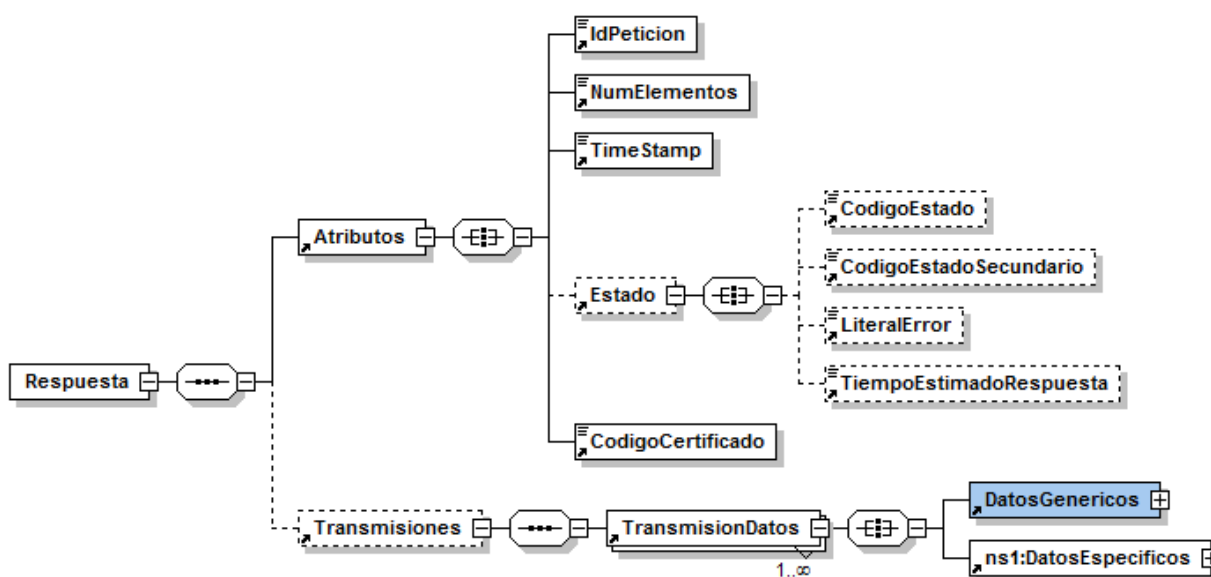 IdPeticion
NumElementos
TimeStamp
CodigoEstado
Atributos
CodigoEstadoSecundario
Estado
LiteralError
Respuesta
TiempoEstimadoRespuesta
CodigoCertificado
DatosGenericos
Transmisiones
TransmisionDatos
ns1:DatosEspecificos
1..∞